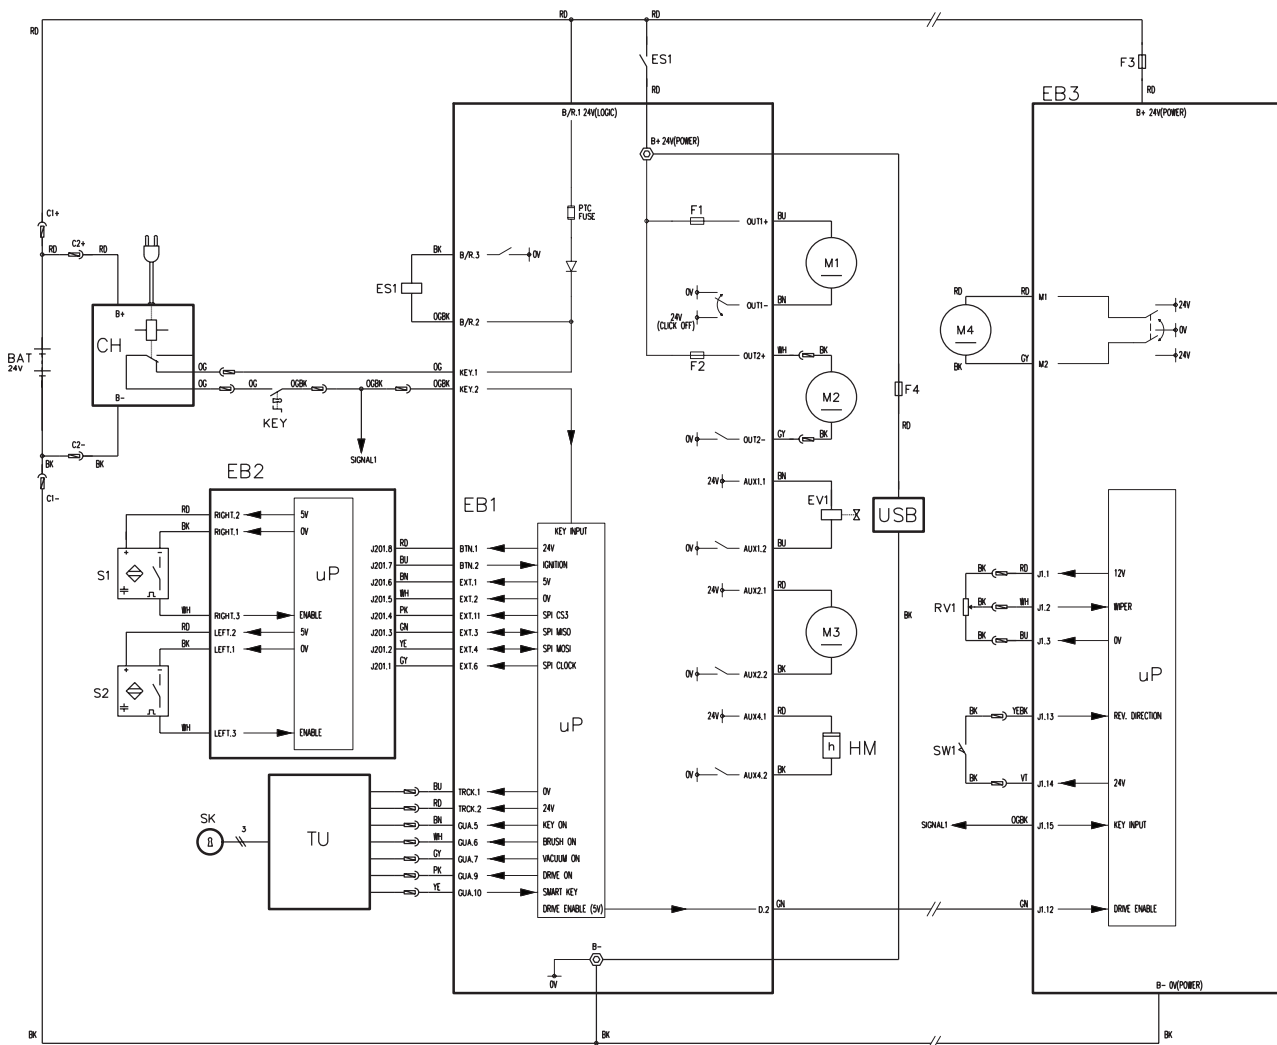 RD RD RD
RD
ES1
F3
RD RD
EB3
B/R.1 24V(LOGIC)
B+ 24V(POWER)
B+ 24V(POWER)
PTC
FUSE
F1
OUT1+ BU
C1+
C2+
RD RD
BK B/R.3 0V
M1
ES1
0V
OUT1- BN
24V
(CLICK OFF)
OGBK B/R.2
RD RD M1 24V
M4
0V
BK GY M2 24V
B+
CH
BAT
24V
OG OG KEY.1
OG OG OGBK OGBK OGBK KEY.2
B-
KEY
SIGNAL1
F2
OUT2+ WH BK
M2
F4
RD
0V OUT2- GY BK
C2-
BK BK
C1-
EB2
EB1
24V AUX1.1 BN
EV1
USB
0V AUX1.2 BU
RD RIGHT.2 5V
BK RIGHT.1 0V
S1
uP
WH RIGHT.3 ENABLE
RD LEFT.2 5V
BK LEFT.1 0V
S2
WH LEFT.3 ENABLE
KEY INPUT
J201.8 RD BTN.1 24V
J201.7 BU BTN.2 IGNITION
J201.6 BN EXT.1 5V
J201.5 WH EXT.2 0V
J201.4 PK EXT.11 SPI CS3
J201.3 GN EXT.3 SPI MISO
J201.2 YE EXT.4 SPI MOSI
J201.1 GY EXT.6 SPI CLOCK
uP
24V AUX2.1 RD
M3
BK
0V AUX2.2 BK
24V AUX4.1 RD
h HM
0V AUX4.2 BK
BK RD J1.1 12V
RV1 BK WH J1.2 WIPER
BK BU J1.3 0V
uP
BK YEBK J1.13 REV. DIRECTION
SW1
BK VT J1.14 24V
SIGNAL1 OGBK J1.15 KEY INPUT
SK
3
TU
BU TRCK.1 0V
RD TRCK.2 24V
BN GUA.5 KEY ON
WH GUA.6 BRUSH ON
GY GUA.7 VACUUM ON
PK GUA.9 DRIVE ON
YE GUA.10 SMART KEY
DRIVE ENABLE (5V) D.2 GN GN J1.12 DRIVE ENABLE
B-
0V
B- 0V(POWER)
BK BK BK